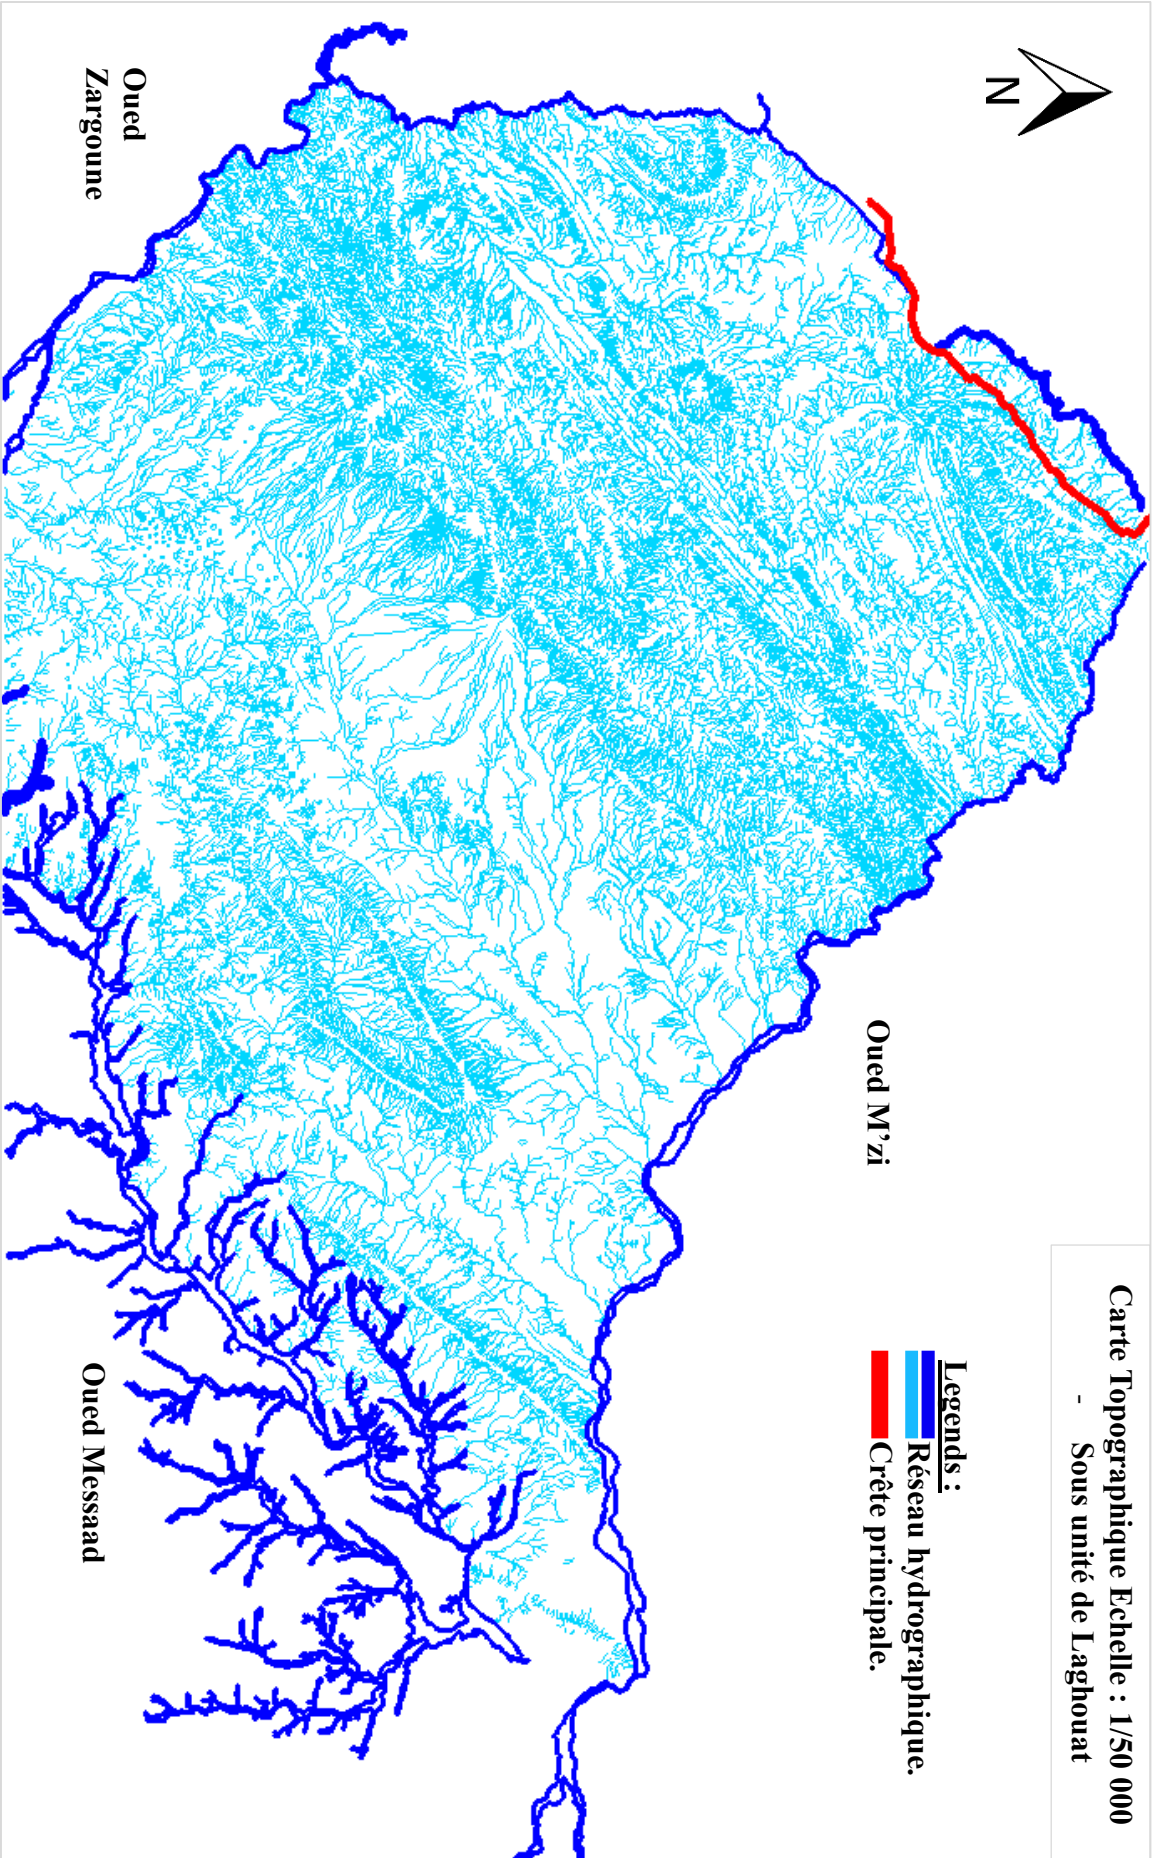 Carte Topographique Echelle : 1/50 000
- Sous unité de Laghouat
Legends :
Réseau hydrographique.
Crête principale.
N
Oued M’zi
Oued
Zargoune
Oued Messaad